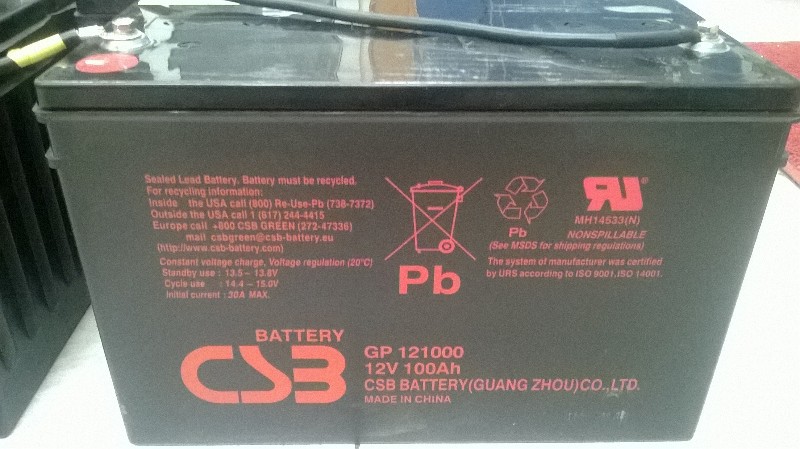 Sealed Lead Battery. Battery must be recycled.
For recycling information:
Inside the USA call (800) Re-Use-Pb (738-7372)
Outside the USA call 1 (817) 244-4415
Europe call +800 CSB GREEN (272-47336)
mail csbgreen@csb-battery.eu
(http://www.csb-battery.com)
Constant voltage charge, Voltage regulation (20°C)
Standby use : 13.5 ~ 13.8V
Cycle use : 14.4 ~ 15.0V
Initial current : 30A MAX.
Pb
Pb
RU
MH14533(N)
NONSPILLABLE
(See MSDS for shipping regulations)
The system of manufacturer was certified
by URS according to ISO 9001.ISO 14001.
BATTERY
CSB
GP 121000
12V 100Ah
CSB BATTERY(GUANG ZHOU)CO.,LTD.
MADE IN CHINA